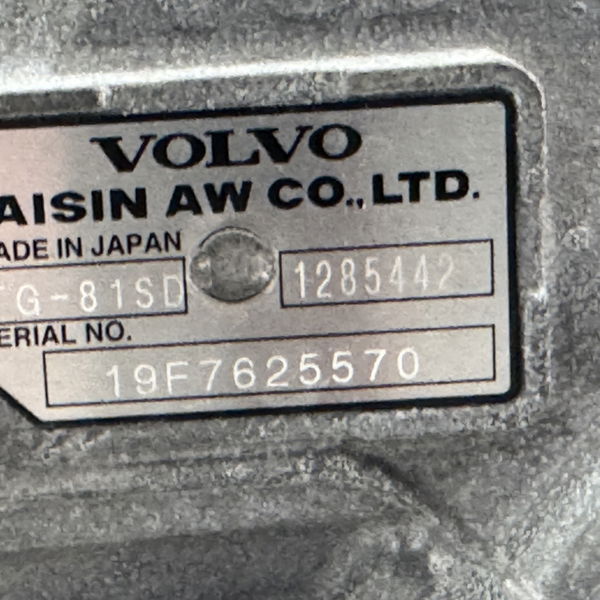 VOLVO
AISIN AW CO., LTD.
ADE IN JAPAN
G-81SD 1285442
ERIAL NO.
19F7625570